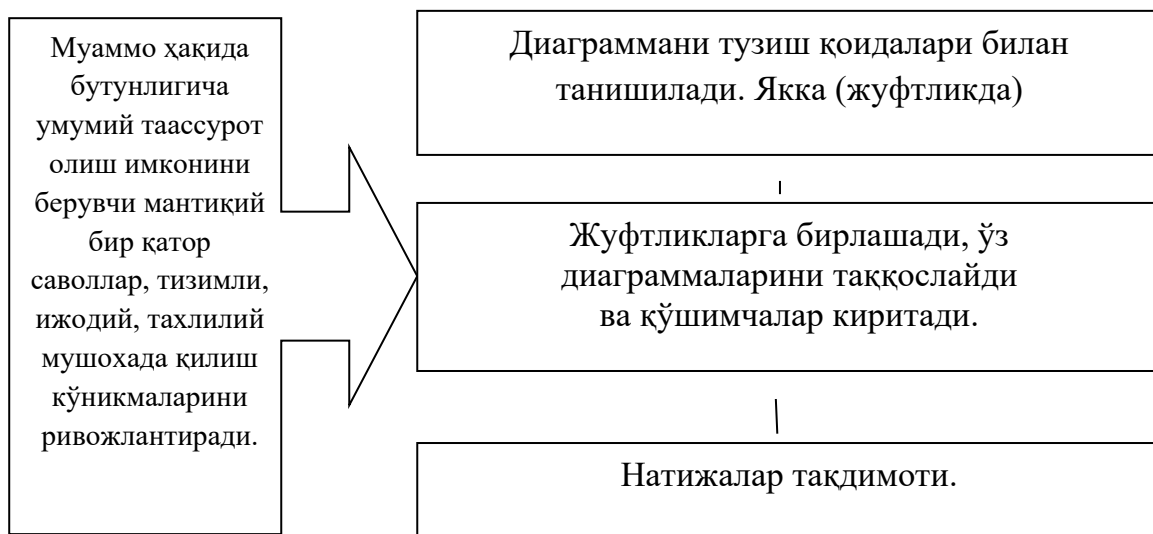 Муаммо ҳақида
бутунлигича
умумий таассурот
олиш имконини
берувчи мантиқий
бир қатор
саволлар, тизимли,
ижодий, тахлилий
мушохада қилиш
кўникмаларини
ривожлантиради.
Диаграммани тузиш қоидалари билан
танишилади. Якка (жуфтликда)
Жуфтликларга бирлашади, ўз
диаграммаларини таққослайди
ва қўшимчалар киритади.
Натижалар тақдимоти.